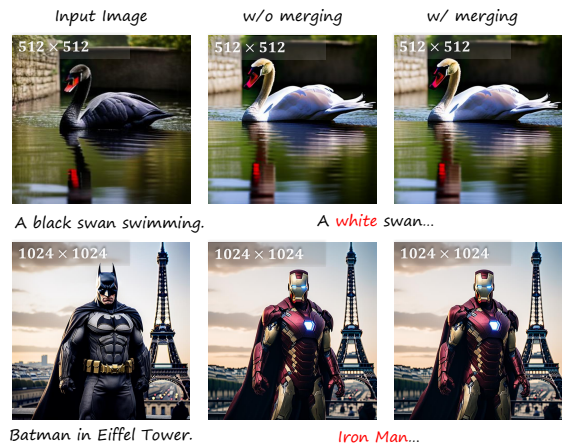 Input Image w/o merging w/ merging
512 × 512 512 × 512 512 × 512
A black swan swimming. A white swan...
1024 × 1024 1024 × 1024 1024 × 1024
Batman in Eiffel Tower. Iron Man...